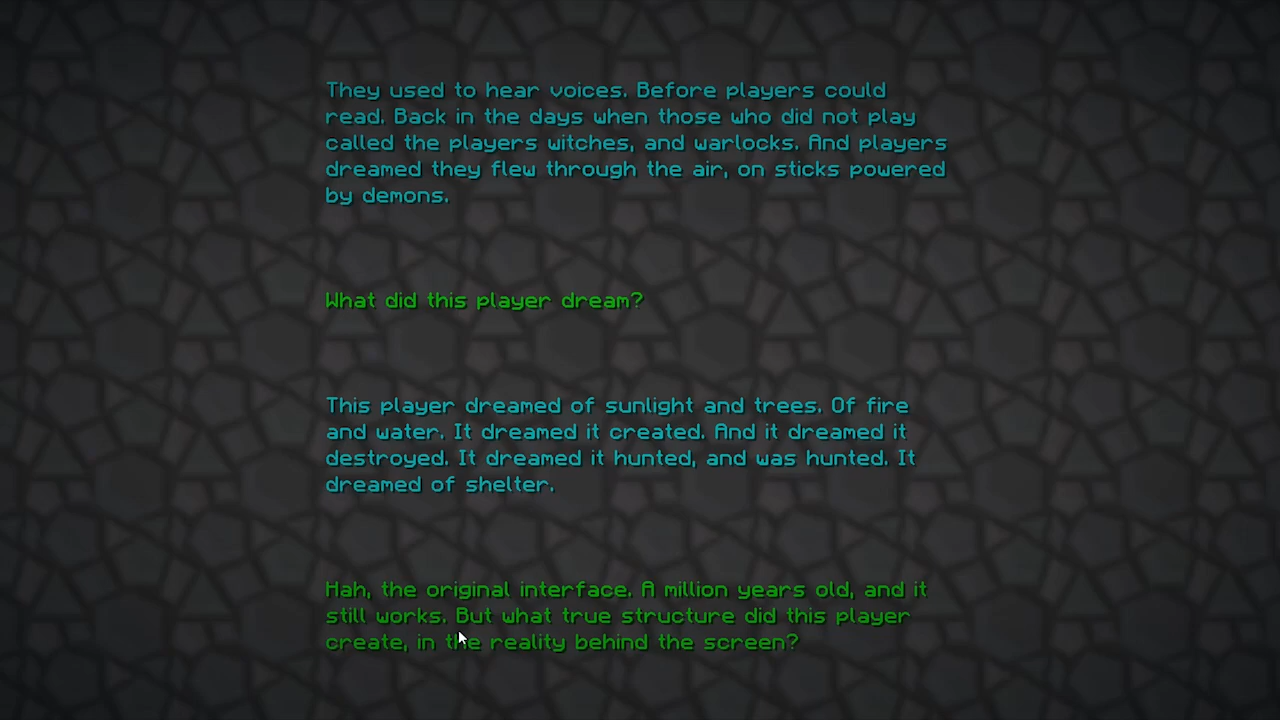 They used to hear voices. Before players could
read. Back in the days when those who did not play
called the players witches, and warlocks. And players
dreamed they flew through the air, on sticks powered
by demons.
What did this player dream?
This player dreamed of sunlight and trees. Of fire
and water. It dreamed it created. And it dreamed it
destroyed. It dreamed it hunted, and was hunted. It
dreamed of shelter.
Hah, the original interface. A million years old, and it
still works. But what true structure did this player
create, in the reality behind the screen?